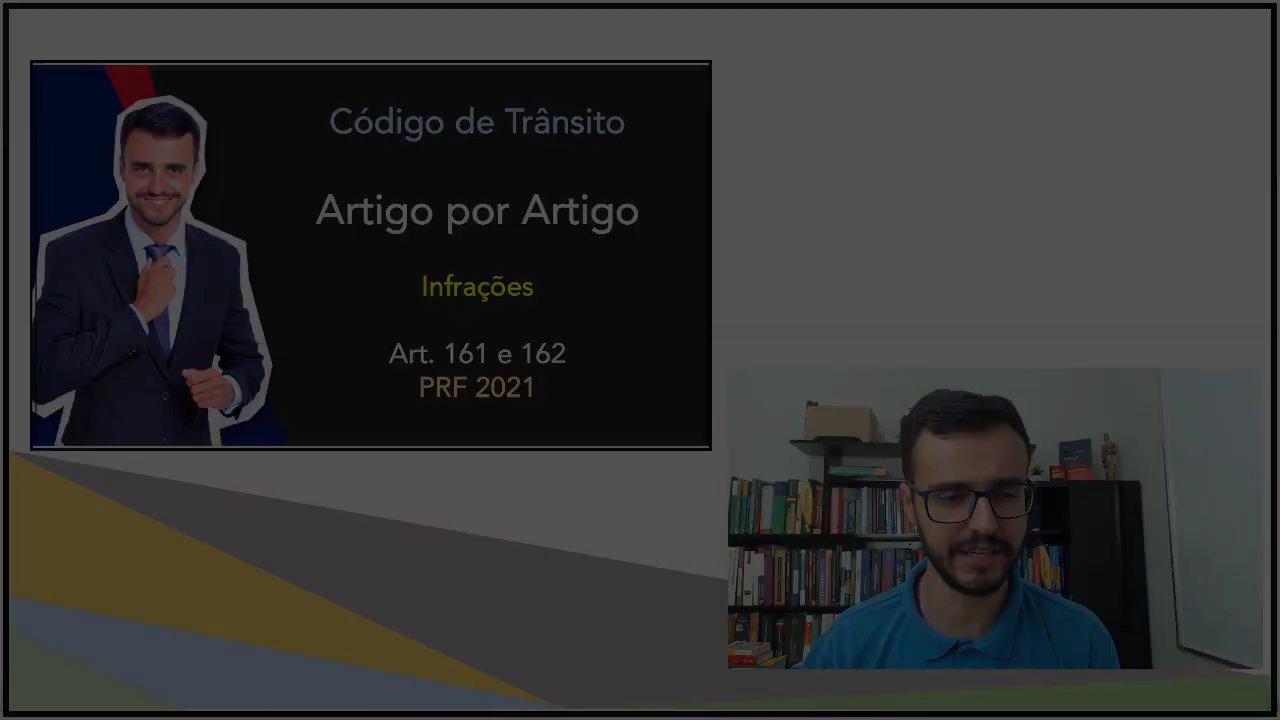 Código de Trânsito
Artigo por Artigo
Infrações
Art. 161 e 162
PRF 2021